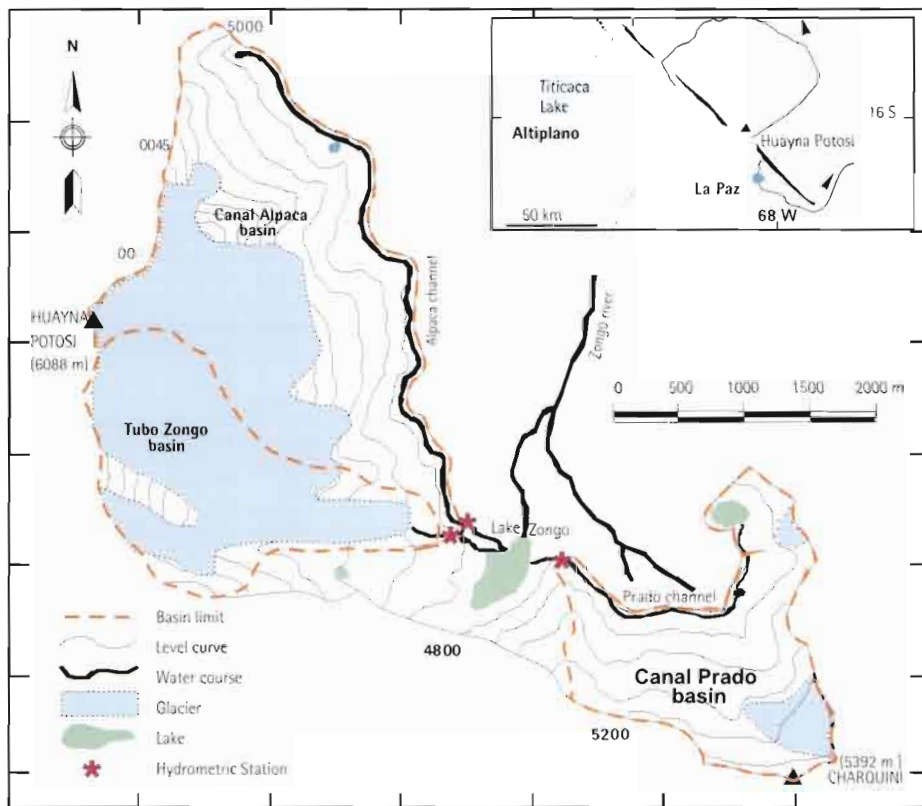 5000
N
0045
Canal Alpaca
basin
00
HUAYNA
POTOSI
(6088 m)
Tubo Zongo
basin
Alpaca channel
Zongo river
Titicaca
Lake
Altiplano
16 S
Huayna Potosi
La Paz
50 km
68 W
0 500 1000 1500 2000 m
Lake Zongo
Prado channel
4800
Canal Prado
basin
5200
(5392 m.)
CHARQUINI
Basin limit
Level curve
Water course
Glacier
Lake
Hydrometric Station